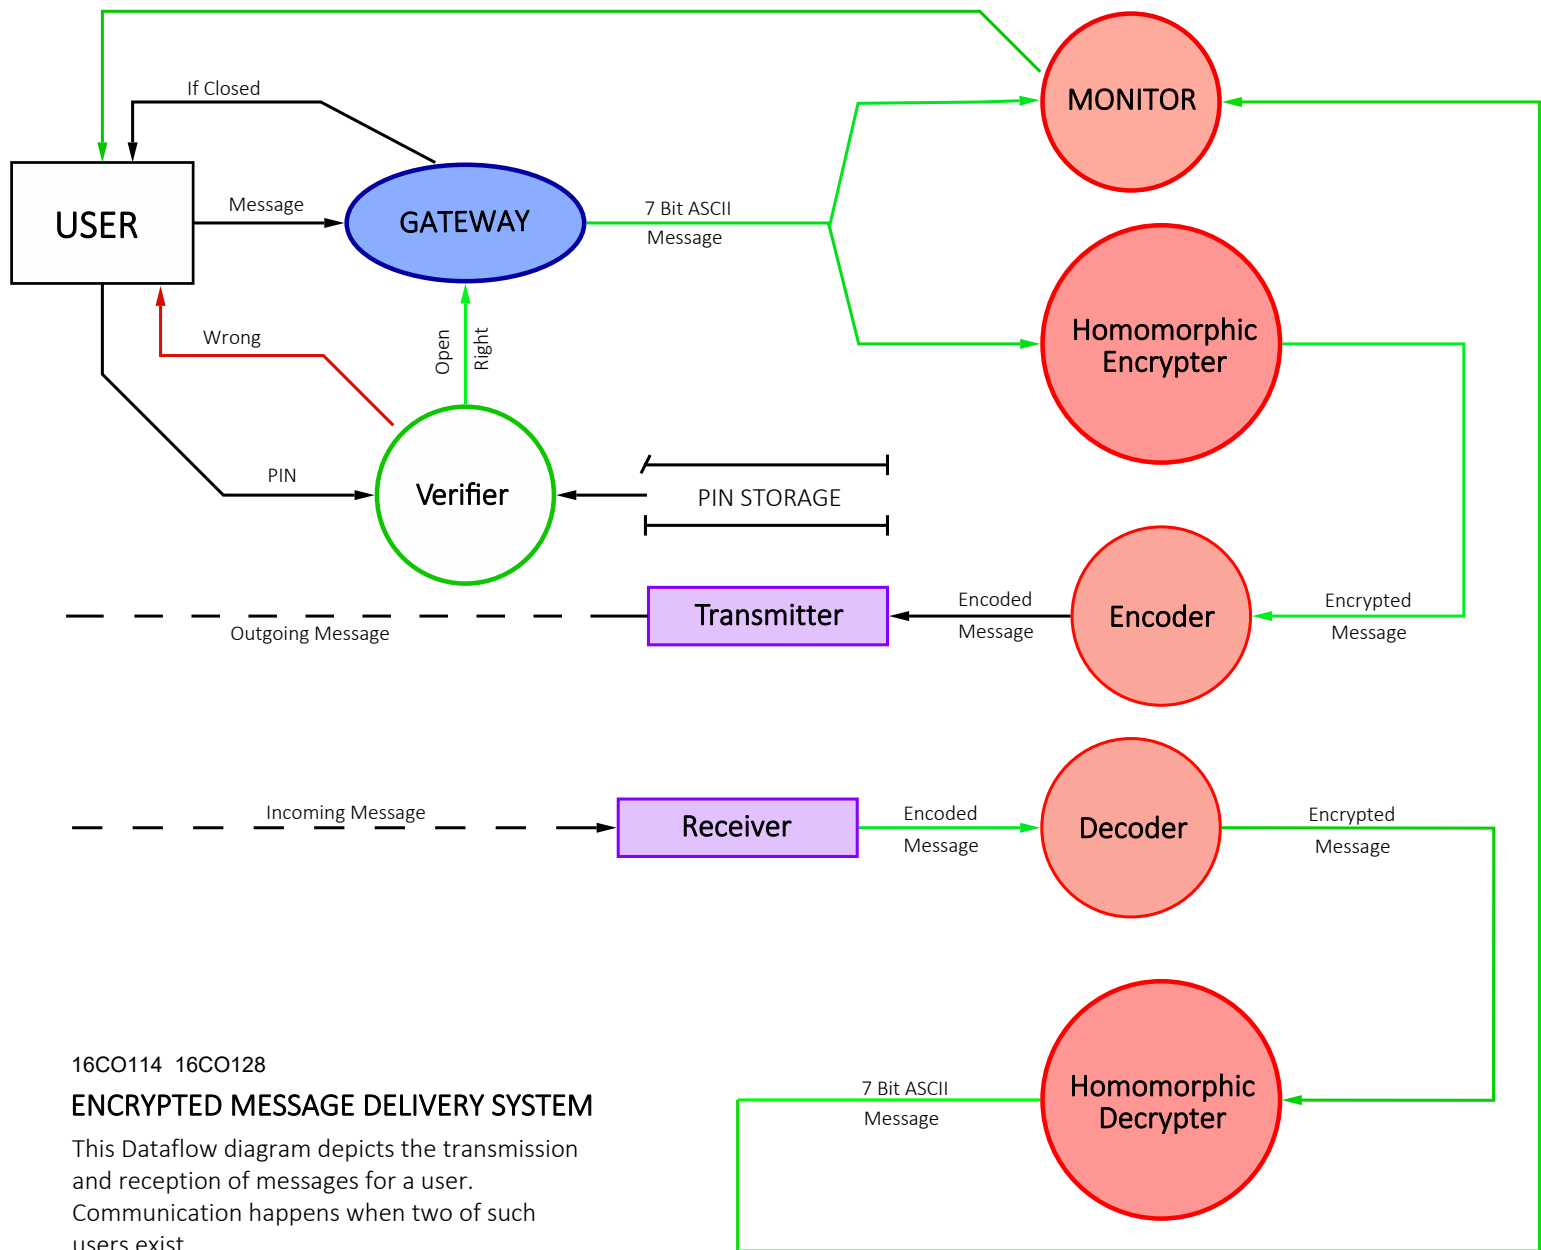 If Closed
MONITOR
USER
Message
GATEWAY
7 Bit ASCII
Message
Wrong
Open
Right
Homomorphic
Encrypter
PIN
Verifier
PIN STORAGE
Outgoing Message
Transmitter
Encoded
Message
Encoder
Encrypted
Message
Incoming Message
Receiver
Encoded
Message
Decoder
Encrypted
Message
7 Bit ASCII
Message
Homomorphic
Decrypter
16CO114 16CO128
ENCRYPTED MESSAGE DELIVERY SYSTEM
This Dataflow diagram depicts the transmission
and reception of messages for a user.
Communication happens when two of such
users exist